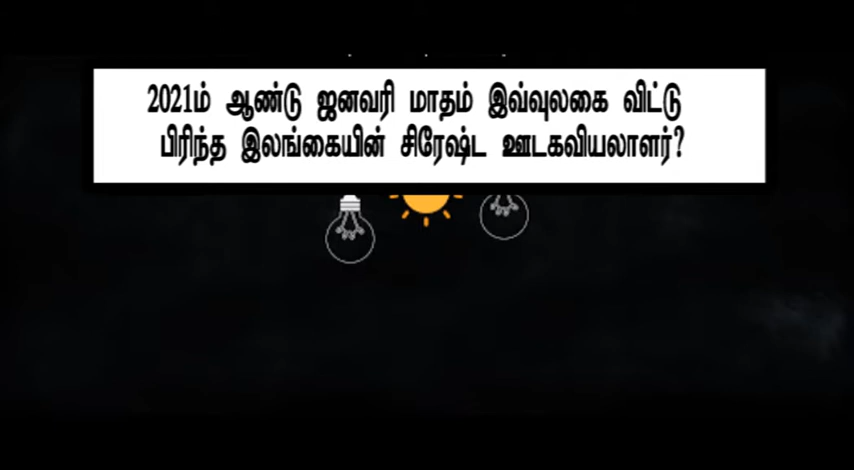 2021ம் ஆண்டு ஜனவரி மாதம் இவ்வுலகை விட்டு
பிரிந்த இலங்கையின் சிரேஷ்ட ஊடகவியலாளர்?